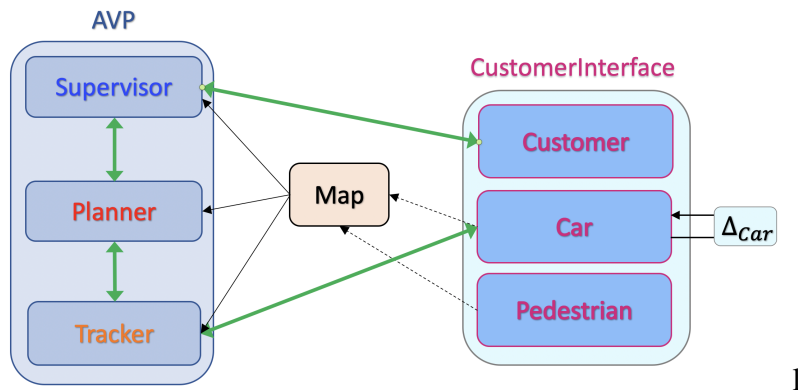 AVP
Supervisor
Planner
Tracker
Map
CustomerInterface
Customer
Car
Pedestrian
Δ_Car